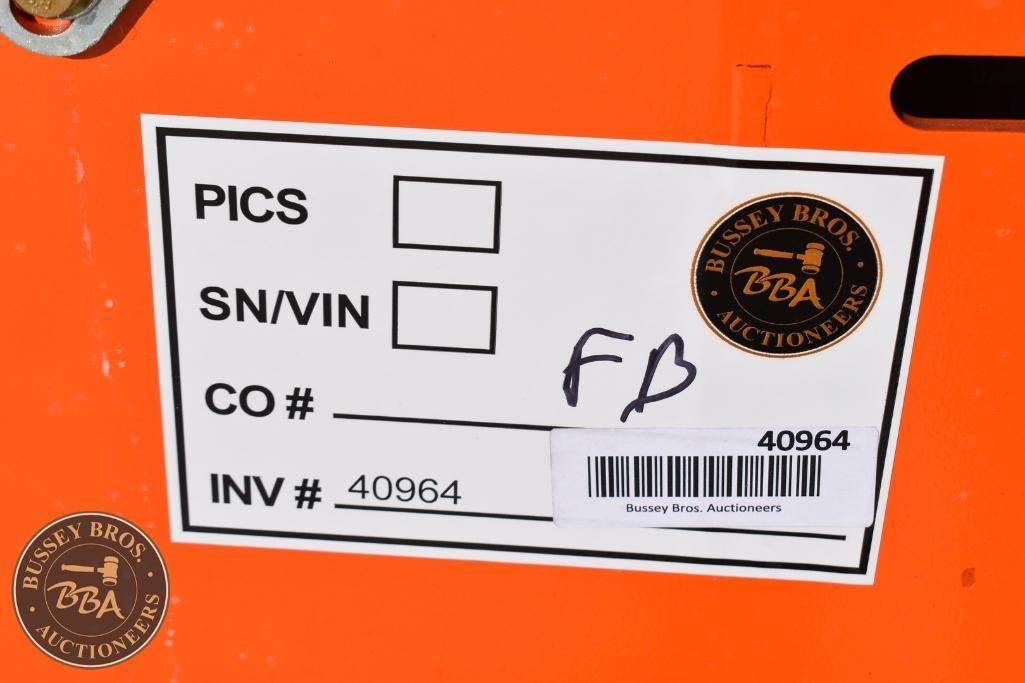 PICS
SN/VIN
CO #
INV # 40964
BUSSEY BROS.
BBA
AUCTIONEERS
FB
40964
Bussey Bros. Auctioneers
BUSSEY BROS.
BBA
AUCTIONEERS